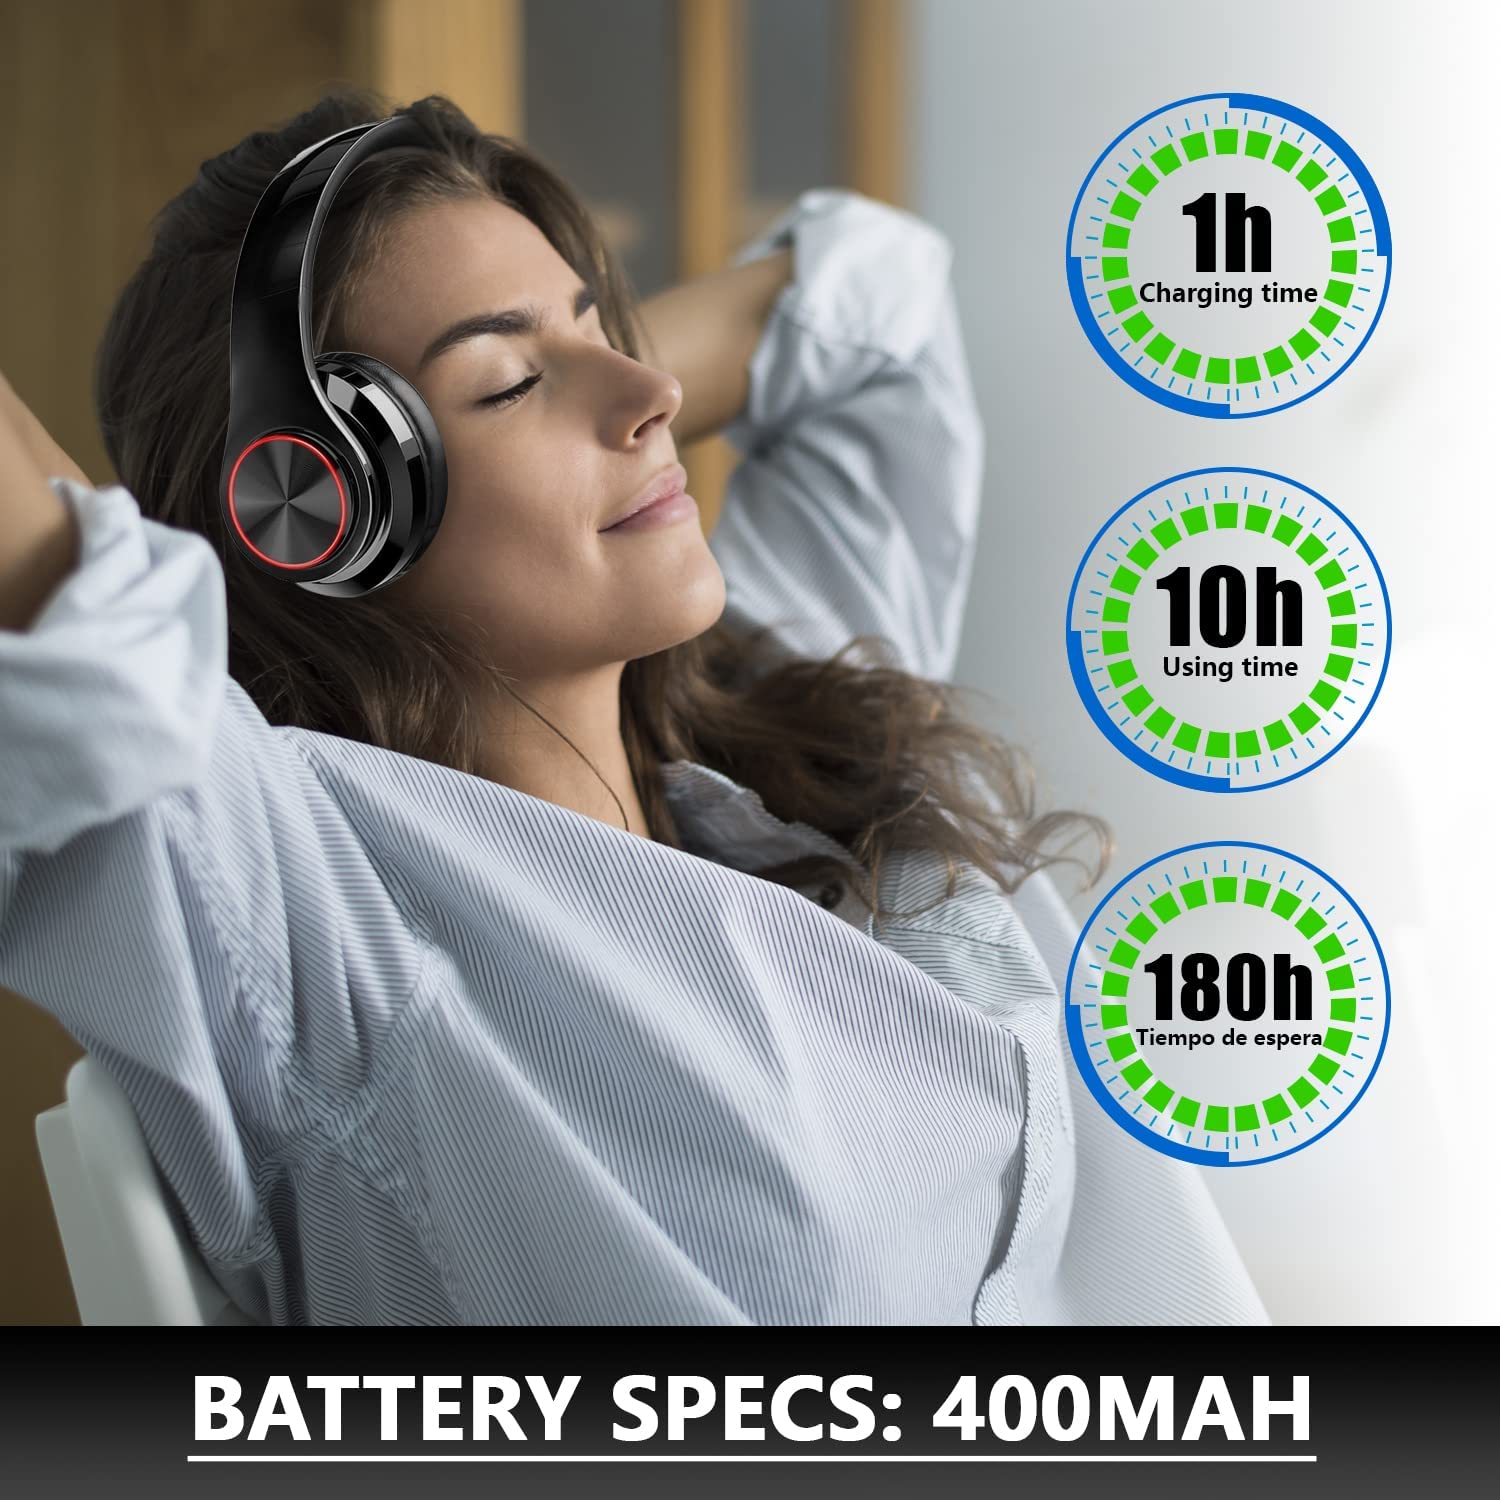 1h
Charging time
10h
Using time
180h
Tiempo de espera
BATTERY SPECS: 400MAH